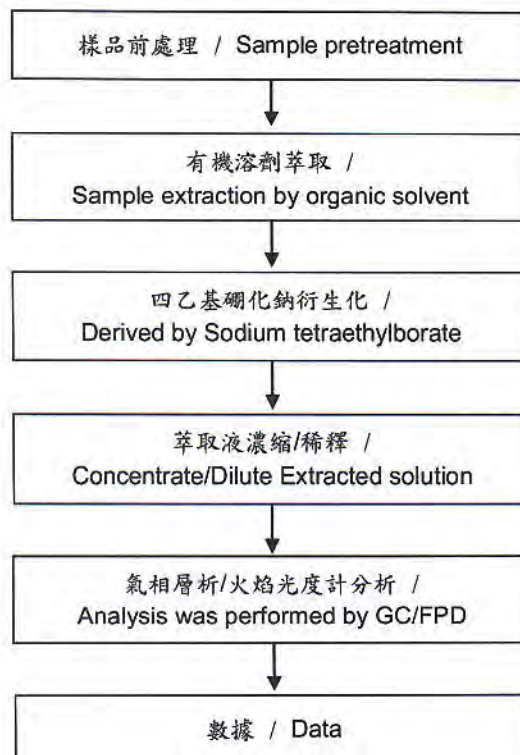 樣品前處理 / Sample pretreatment
有機溶劑萃取 /
Sample extraction by organic solvent
四乙基硼化鈉衍生化 /
Derived by Sodium tetraethylborate
萃取液濃縮/稀釋 /
Concentrate/Dilute Extracted solution
氣相層析/火焰光度計分析 /
Analysis was performed by GC/FPD
數據 / Data